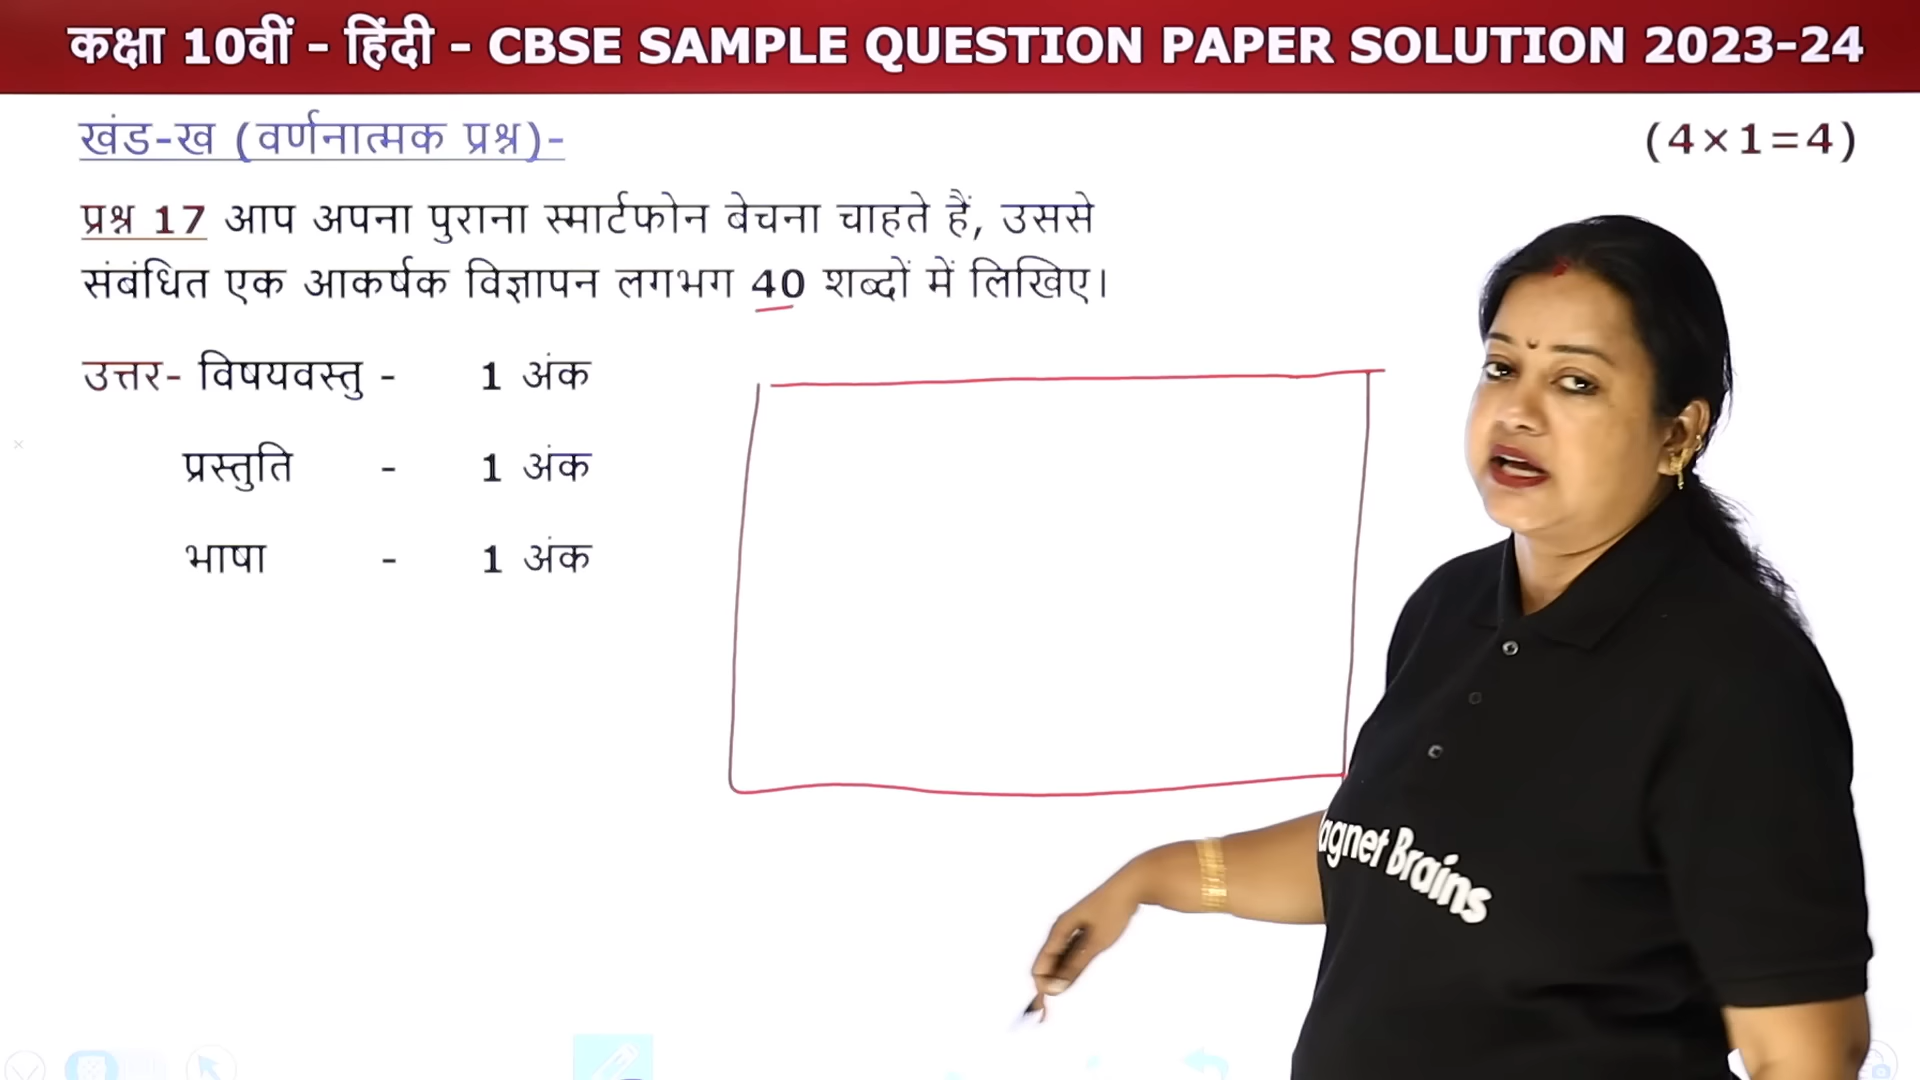 कक्षा 10वीं - हिंदी - CBSE SAMPLE QUESTION PAPER SOLUTION 2023-24
खंड-ख (वर्णनात्मक प्रश्न)- (4×1=4)
प्रश्न 17 आप अपना पुराना स्मार्टफोन बेचना चाहते हैं, उससे
संबंधित एक आकर्षक विज्ञापन लगभग 40 शब्दों में लिखिए।
उत्तर- विषयवस्तु - 1 अंक
प्रस्तुति - 1 अंक
भाषा - 1 अंक
agnet Brains